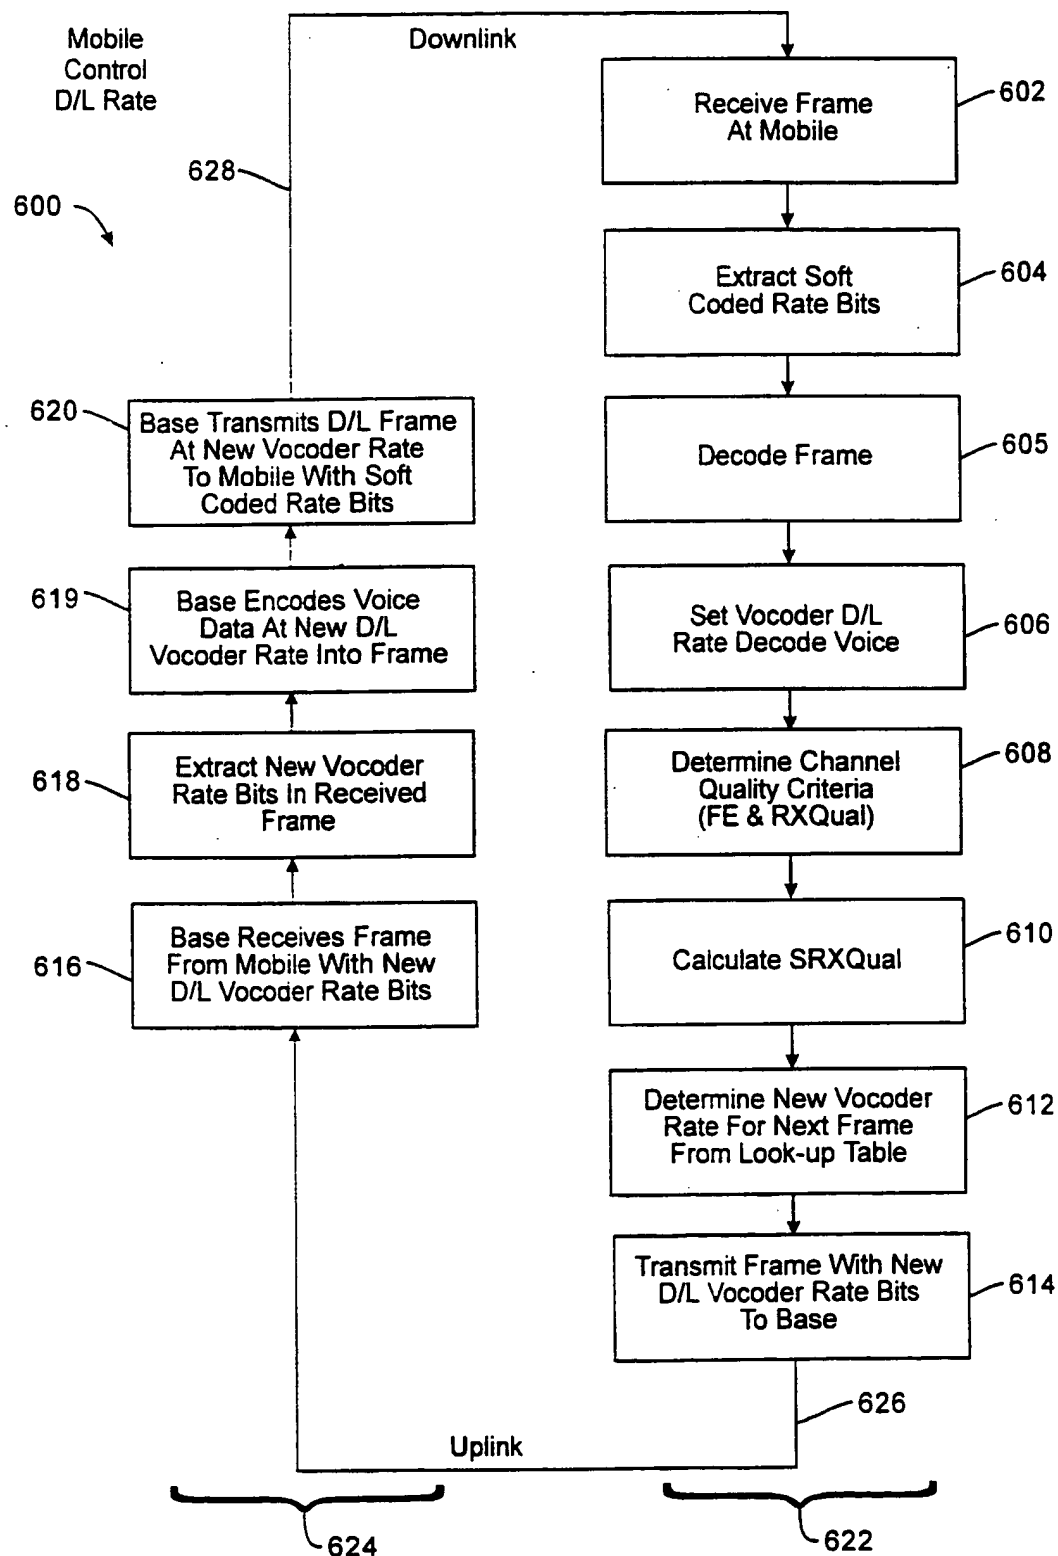 Mobile
Control
D/L Rate
Downlink
600
628
Receive Frame
At Mobile
602
Extract Soft
Coded Rate Bits
604
Decode Frame
605
Set Vocoder D/L
Rate Decode Voice
606
Determine Channel
Quality Criteria
(FE & RXQual)
608
Calculate SRXQual
610
Determine New Vocoder
Rate For Next Frame
From Look-up Table
612
Transmit Frame With New
D/L Vocoder Rate Bits
To Base
614
626
Uplink
616
Base Receives Frame
From Mobile With New
D/L Vocoder Rate Bits
618
Extract New Vocoder
Rate Bits In Received
Frame
619
Base Encodes Voice
Data At New D/L
Vocoder Rate Into Frame
620
Base Transmits D/L Frame
At New Vocoder Rate
To Mobile With Soft
Coded Rate Bits
624
622